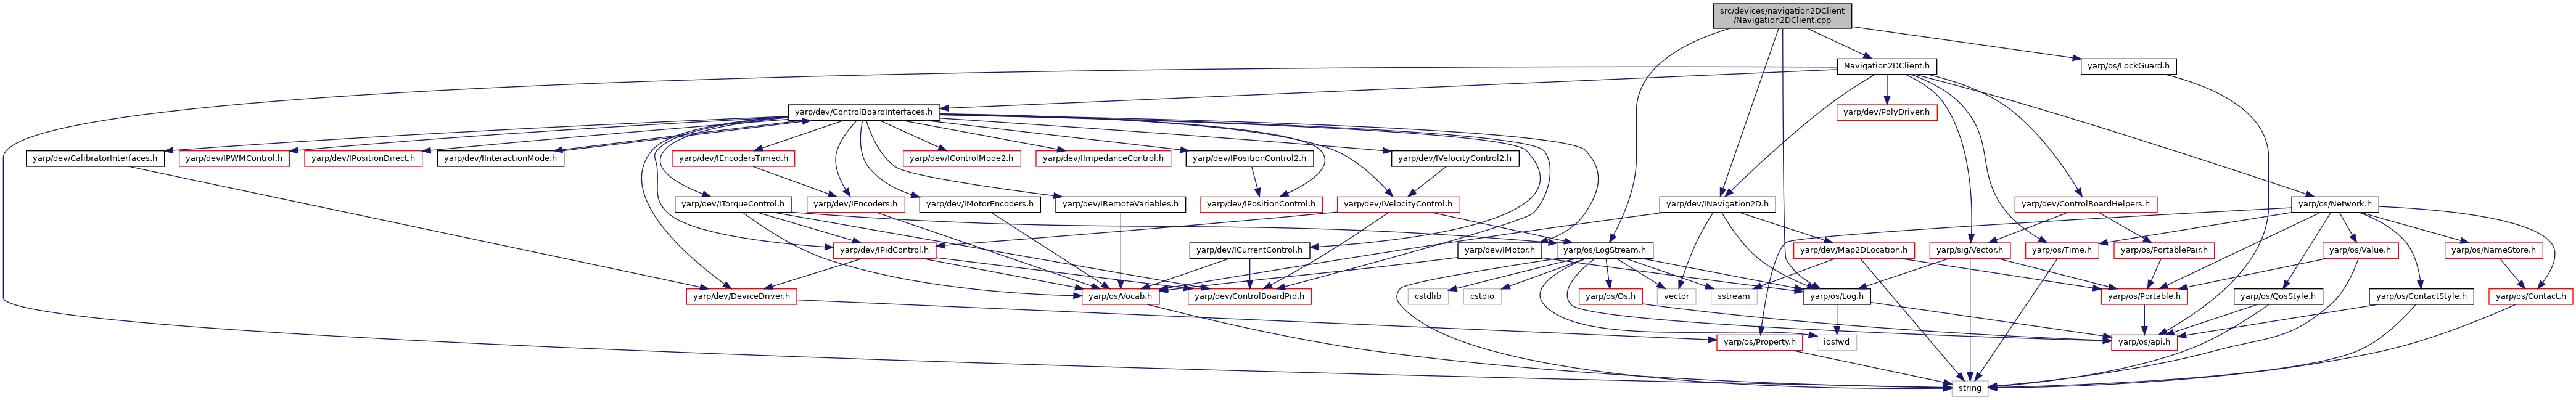 src/devices/navigation2DClient
/Navigation2DClient.cpp
Navigation2DClient.h
yarp/os/LockGuard.h
yarp/dev/ControlBoardInterfaces.h
yarp/dev/PolyDriver.h
yarp/dev/CalibratorInterfaces.h
yarp/dev/IPWMControl.h
yarp/dev/IPositionDirect.h
yarp/dev/IInteractionMode.h
yarp/dev/IEncodersTimed.h
yarp/dev/IControlMode2.h
yarp/dev/IImpedanceControl.h
yarp/dev/IPositionControl2.h
yarp/dev/IVelocityControl2.h
yarp/dev/ITorqueControl.h
yarp/dev/IEncoders.h
yarp/dev/IMotorEncoders.h
yarp/dev/IRemoteVariables.h
yarp/dev/IPositionControl.h
yarp/dev/IVelocityControl.h
yarp/dev/INavigation2D.h
yarp/dev/ControlBoardHelpers.h
yarp/os/Network.h
yarp/dev/IPidControl.h
yarp/dev/ICurrentControl.h
yarp/dev/IMotor.h
yarp/os/LogStream.h
yarp/dev/Map2DLocation.h
yarp/sig/Vector.h
yarp/os/Time.h
yarp/os/PortablePair.h
yarp/os/Value.h
yarp/os/NameStore.h
yarp/dev/DeviceDriver.h
yarp/os/Vocab.h
yarp/dev/ControlBoardPid.h
cstdlib
cstdio
yarp/os/Os.h
vector
sstream
yarp/os/Log.h
yarp/os/Portable.h
yarp/os/QosStyle.h
yarp/os/ContactStyle.h
yarp/os/Contact.h
yarp/os/Property.h
iosfwd
yarp/os/api.h
string